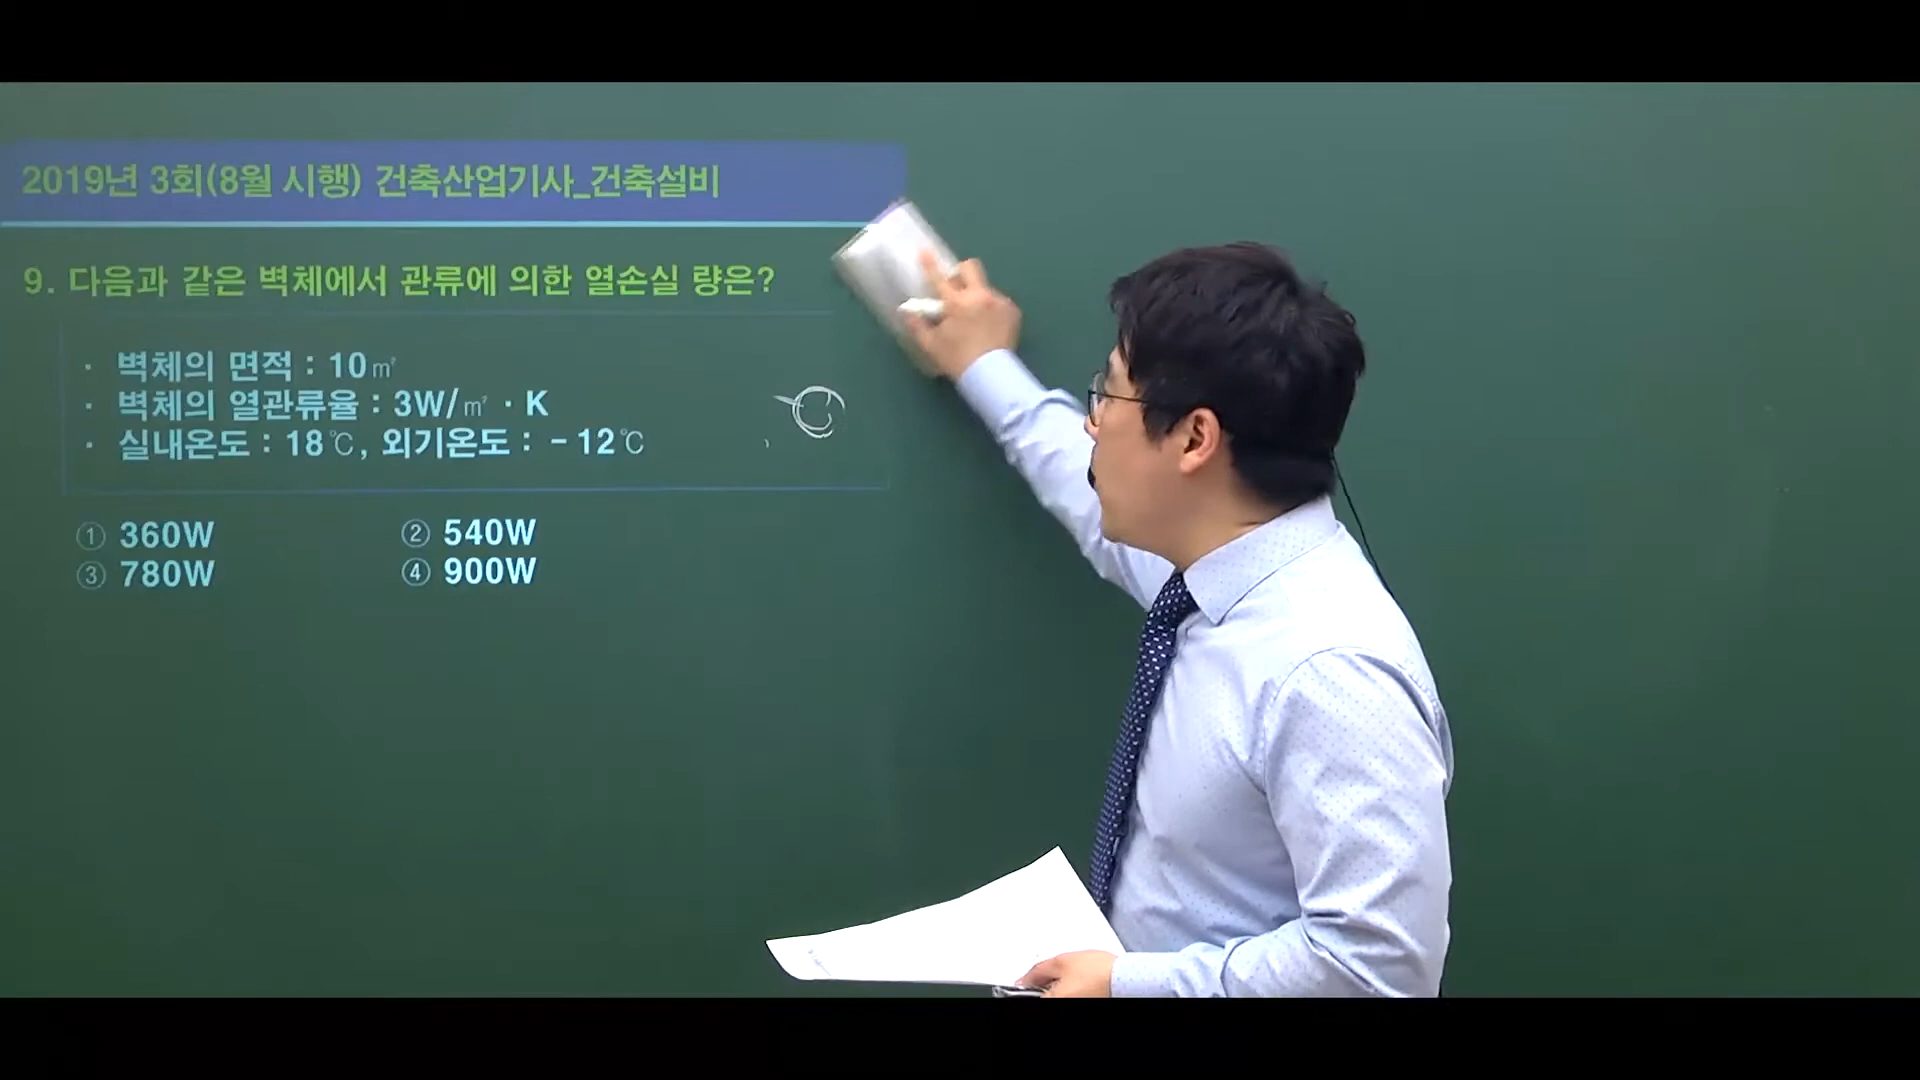 2019년 3회(8월 시행) 건축산업기사_건축설비
9. 다음과 같은 벽체에서 관류에 의한 열손실 량은?
· 벽체의 면적 : 10㎡
· 벽체의 열관류율 : 3W/㎡ · K
· 실내온도 : 18℃, 외기온도 : -12℃
① 360W ② 540W
③ 780W ④ 900W